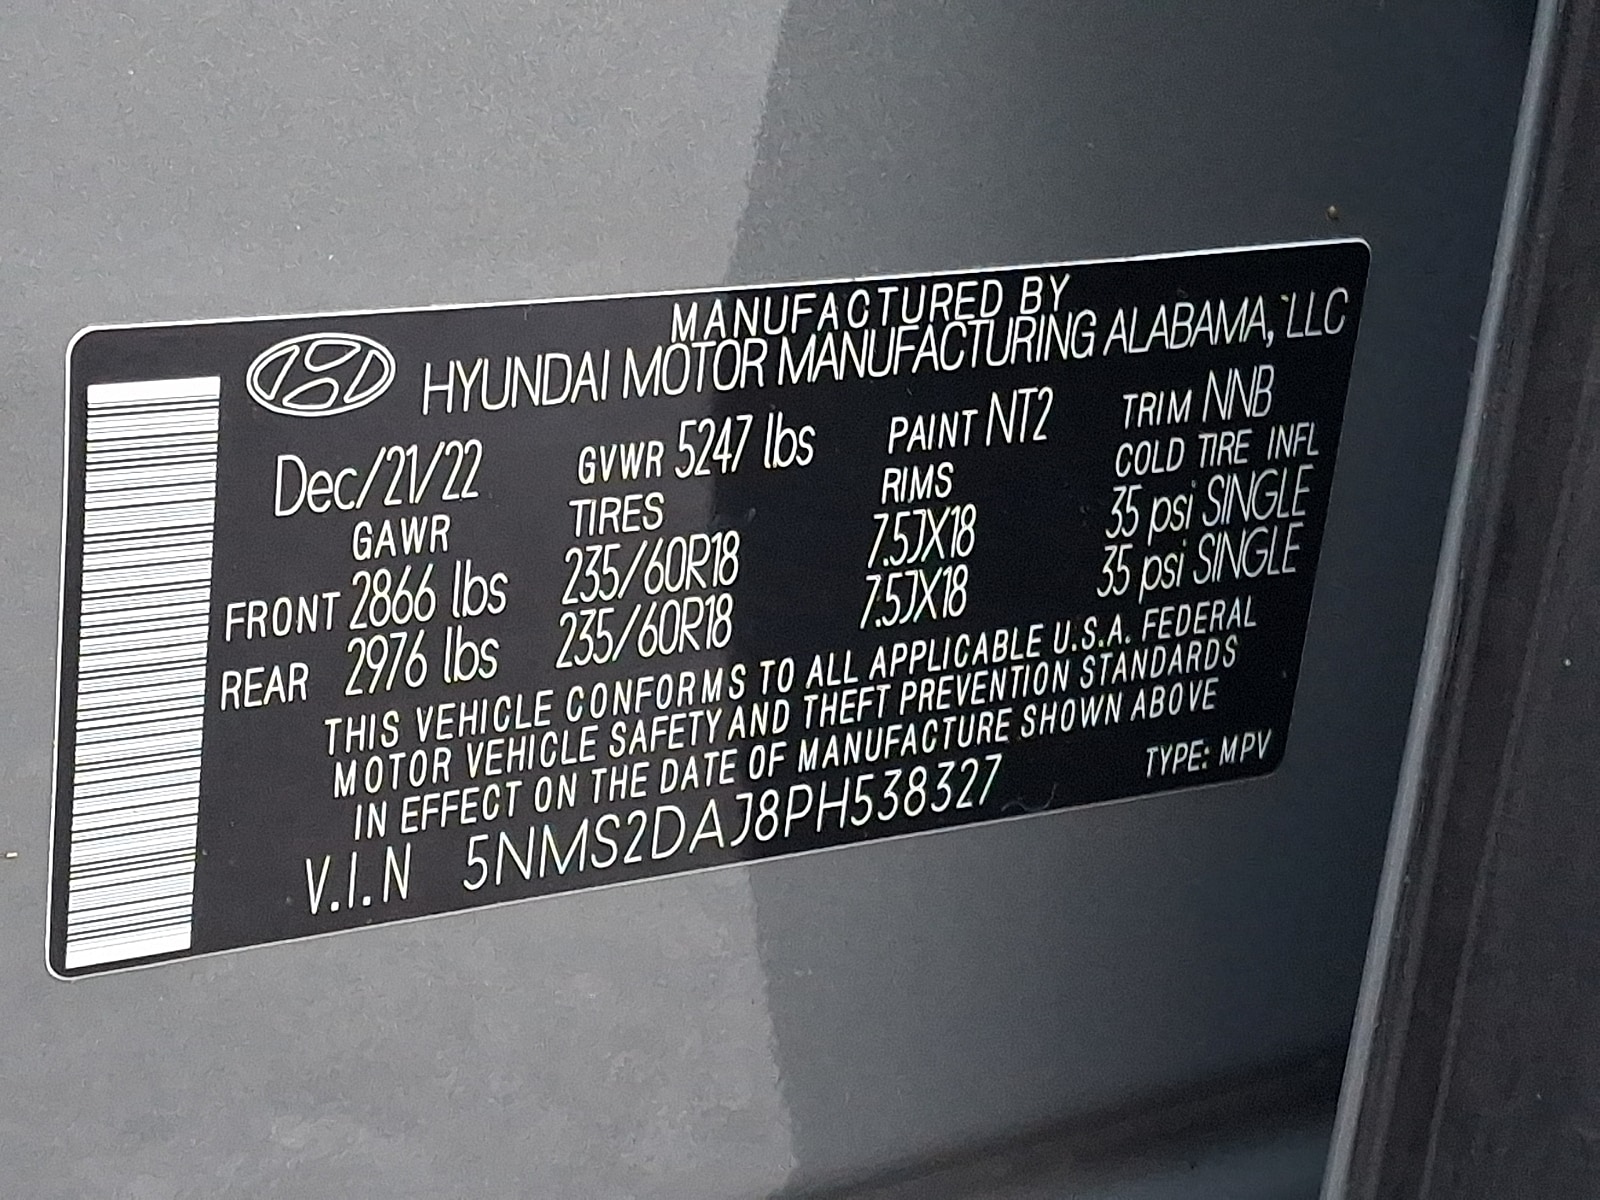 MANUFACTURED BY
HYUNDAI MOTOR MANUFACTURING ALABAMA, LLC
Dec/21/22 GVWR 5247 lbs PAINT NT2 TRIM NNB
GAWR TIRES RIMS COLD TIRE INFL
FRONT 2866 lbs 235/60R18 7.5JX18 35 psi SINGLE
REAR 2976 lbs 235/60R18 7.5JX18 35 psi SINGLE
THIS VEHICLE CONFORMS TO ALL APPLICABLE U.S.A. FEDERAL
MOTOR VEHICLE SAFETY AND THEFT PREVENTION STANDARDS
IN EFFECT ON THE DATE OF MANUFACTURE SHOWN ABOVE
V.I.N 5NMS2DAJ8PH538327 TYPE: MPV